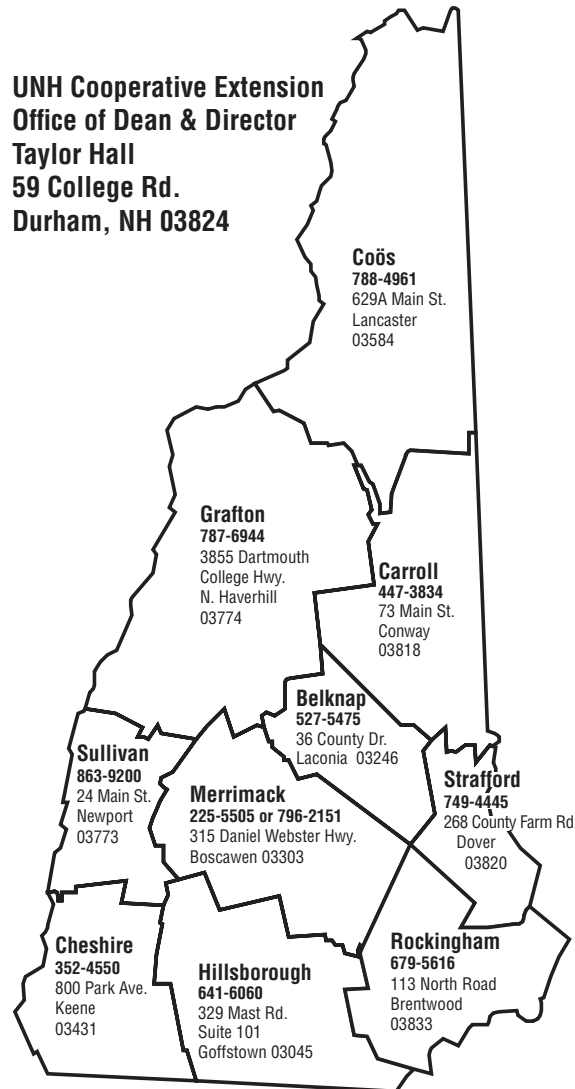 UNH Cooperative Extension
Office of Dean & Director
Taylor Hall
59 College Rd.
Durham, NH 03824
Coös
788-4961
629A Main St.
Lancaster
03584
Grafton
787-6944
3855 Dartmouth
College Hwy.
N. Haverhill
03774
Carroll
447-3834
73 Main St.
Conway
03818
Belknap
527-5475
36 County Dr.
Laconia 03246
Sullivan
863-9200
24 Main St.
Newport
03773
Merrimack
225-5505 or 796-2151
315 Daniel Webster Hwy.
Boscawen 03303
Strafford
749-4445
268 County Farm Rd
Dover
03820
Cheshire
352-4550
800 Park Ave.
Keene
03431
Hillsborough
641-6060
329 Mast Rd.
Suite 101
Goffstown 03045
Rockingham
679-5616
113 North Road
Brentwood
03833